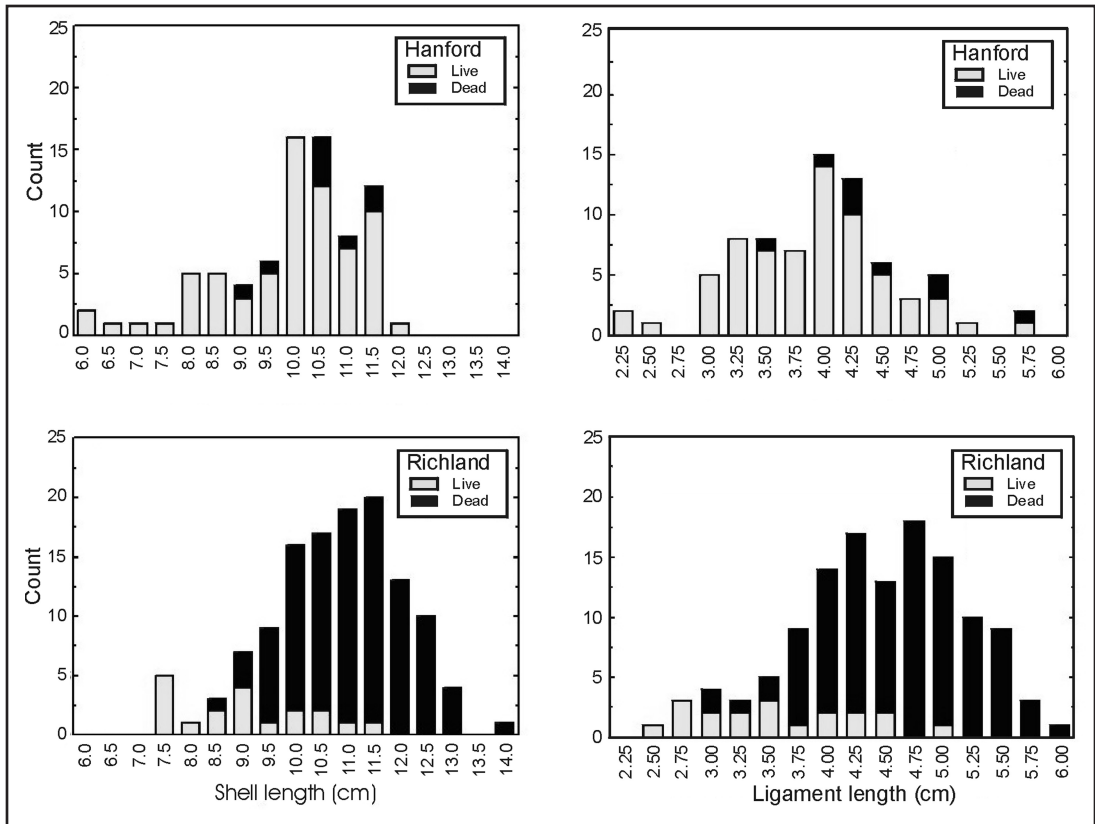 25
20
15
10
5
0
Count
Hanford
Live
Dead
6.0 6.5 7.0 7.5 8.0 8.5 9.0 9.5 10.0 10.5 11.0 11.5 12.0 12.5 13.0 13.5 14.0
25
20
15
10
5
0
Hanford
Live
Dead
2.25 2.50 2.75 3.00 3.25 3.50 3.75 4.00 4.25 4.50 4.75 5.00 5.25 5.50 5.75 6.00
25
20
15
10
5
0
Count
Richland
Live
Dead
6.0 6.5 7.0 7.5 8.0 8.5 9.0 9.5 10.0 10.5 11.0 11.5 12.0 12.5 13.0 13.5 14.0
Shell length (cm)
25
20
15
10
5
0
Richland
Live
Dead
2.25 2.50 2.75 3.00 3.25 3.50 3.75 4.00 4.25 4.50 4.75 5.00 5.25 5.50 5.75 6.00
Ligament length (cm)